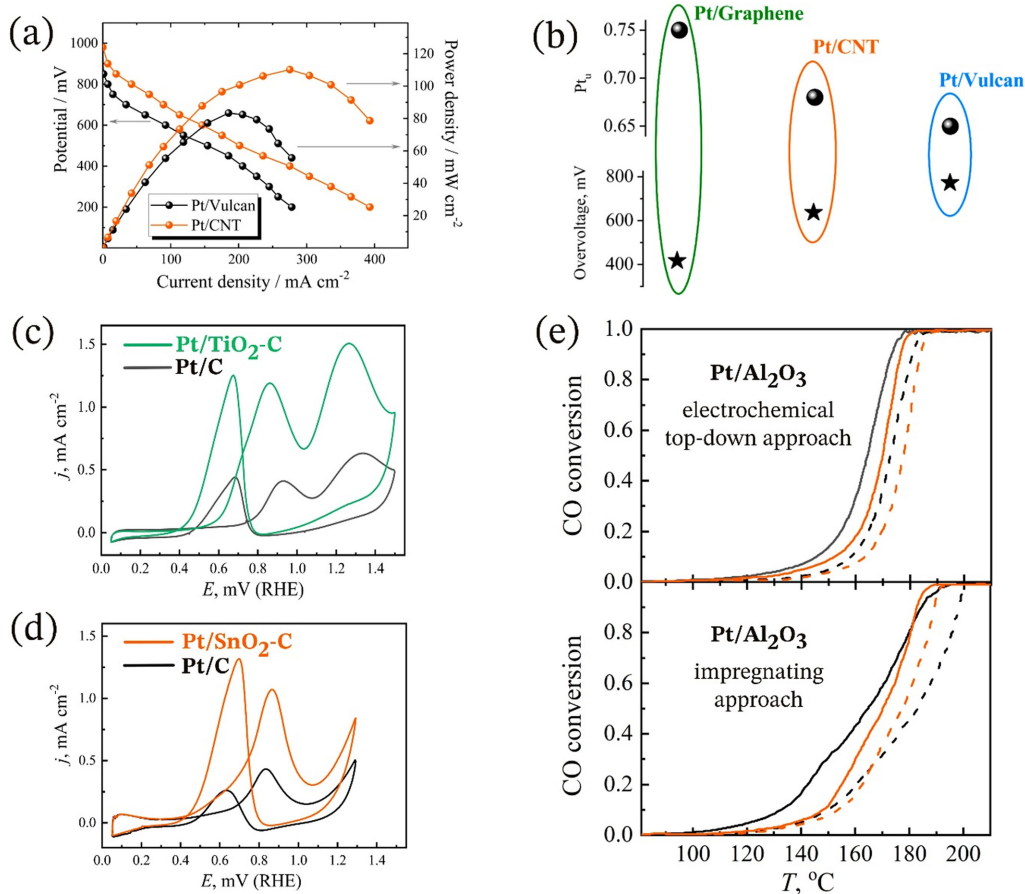 (a)
1000
800
600
400
200
0
Potential / mV
120
100
80
60
40
20
Power density / mW cm-2
Pt/Vulcan
Pt/CNT
0
100
200
300
400
Current density / mA cm-2
(b)
Pt/Graphene
Pt/CNT
Pt/Vulcan
0.75
0.70
0.65
Ptu
800
600
400
Overvoltage, mV
(c)
Pt/TiO2-C
Pt/C
1.5
1.0
0.5
0.0
j, mA cm-2
0.0 0.2 0.4 0.6 0.8 1.0 1.2 1.4
E, mV (RHE)
(d)
Pt/SnO2-C
Pt/C
1.5
1.0
0.5
0.0
j, mA cm-2
0.0 0.2 0.4 0.6 0.8 1.0 1.2 1.4
E, mV (RHE)
(e)
1.0
0.8
0.6
0.4
0.2
0.0
CO conversion
Pt/Al2O3
electrochemical
top-down approach
0.8
0.6
0.4
0.2
0.0
CO conversion
Pt/Al2O3
impregnating
approach
100 120 140 160 180 200
T, oC